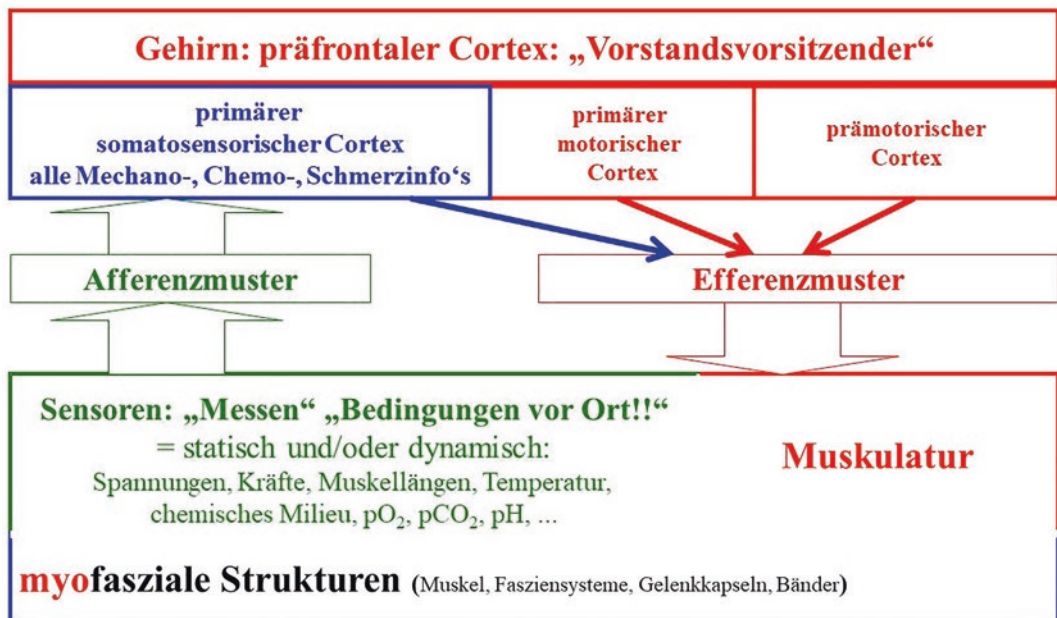 Gehirn: präfrontaler Cortex: „Vorstandsvorsitzender“
primärer
somatosensorischer Cortex
alle Mechano-, Chemo-, Schmerzinfo‘s
primärer
motorischer
Cortex
prämotorischer
Cortex
Afferenzmuster
Efferenzmuster
Sensoren: „Messen“ „Bedingungen vor Ort!!“
= statisch und/oder dynamisch:
Spannungen, Kräfte, Muskellängen, Temperatur,
chemisches Milieu, pO₂, pCO₂, pH, ...
Muskulatur
myofasziale Strukturen (Muskel, Fasziensysteme, Gelenkkapseln, Bänder)